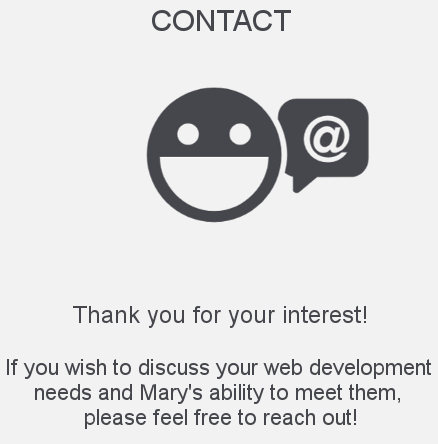 CONTACT
@
Thank you for your interest!
If you wish to discuss your web development
needs and Mary's ability to meet them,
please feel free to reach out!